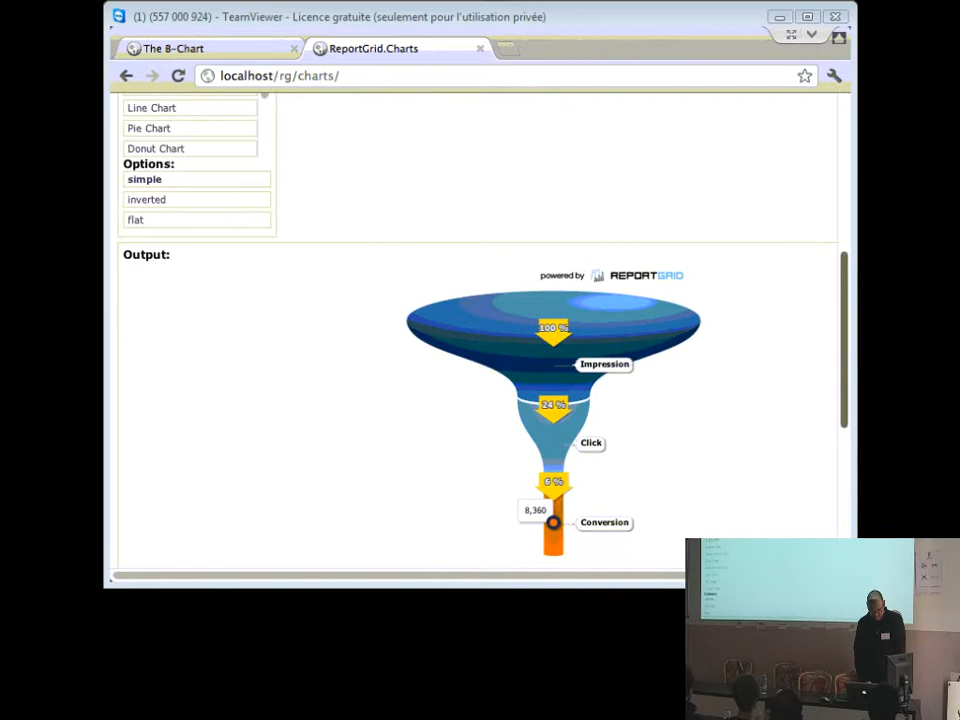 (1) (557 000 924) - TeamViewer - Licence gratuite (seulement pour l'utilisation privée)
The B-Chart
ReportGrid.Charts
localhost/rg/charts/
Line Chart
Pie Chart
Donut Chart
Options:
simple
inverted
flat
Output:
powered by REPORTGRID
100 %
Impression
24 %
Click
6 %
8,360
Conversion